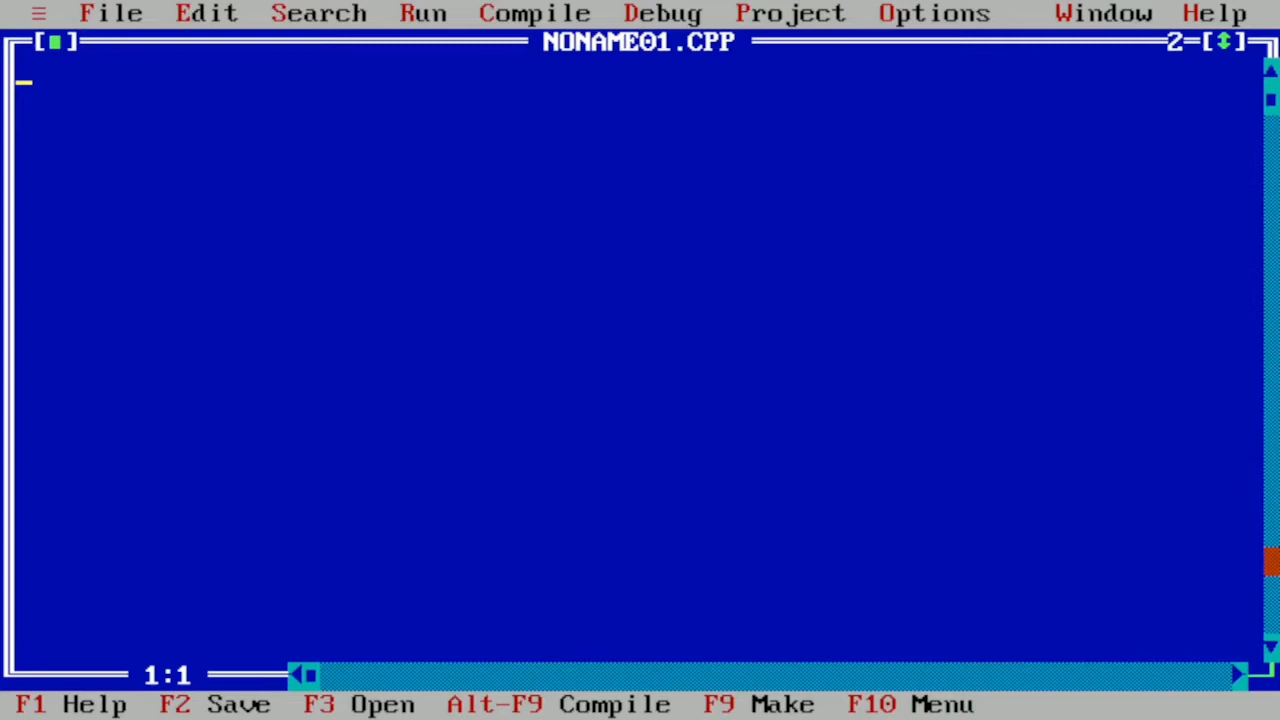 ≡ File Edit Search Run Compile Debug Project Options Window Help
[■] NONAME01.CPP 2=[↕]
1:1
F1 Help F2 Save F3 Open Alt-F9 Compile F9 Make F10 Menu